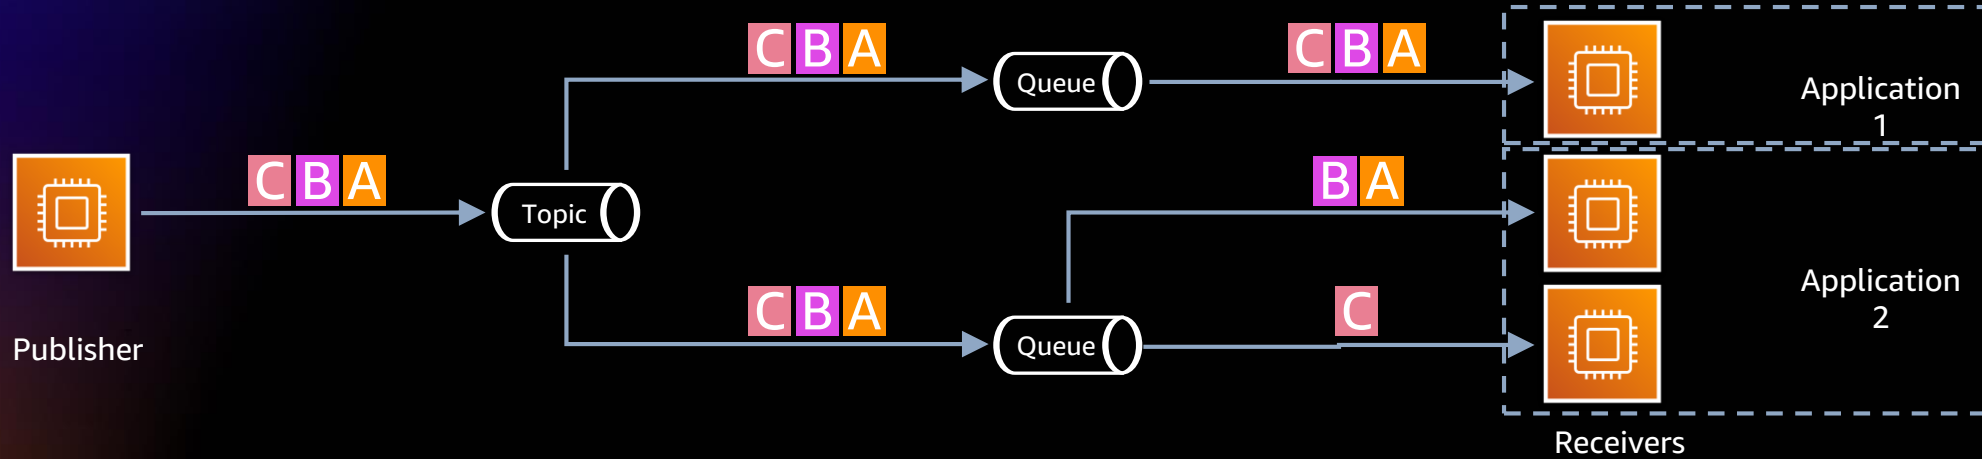 C B A
C B A
Queue
Application
1
C B A
Topic
B A
Publisher
C B A
Queue
C
Application
2
Receivers